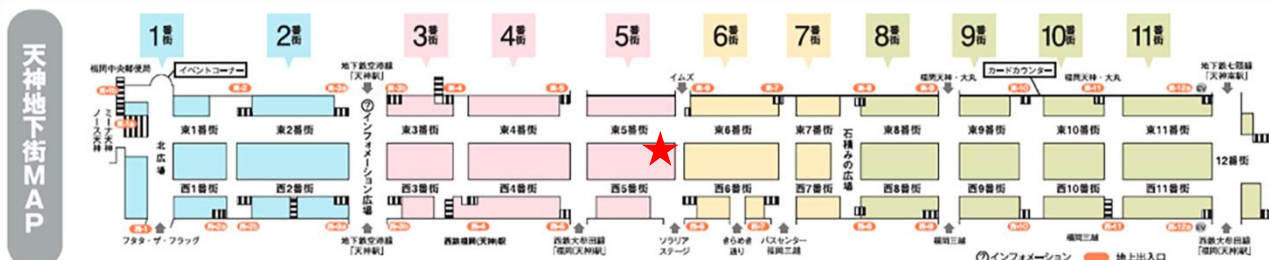 天神地下街MAP
1番街
2番街
3番街
4番街
5番街
6番街
7番街
8番街
9番街
10番街
11番街
福岡中央郵便局
イベントコーナー
地下鉄空港線
「天神駅」
イムズ
福岡天神・大丸
カードカウンター
福岡天神・大丸
地下鉄七隈線
「天神南駅」
ミーナ天神
ノース天神
北広場
東1番街
東2番街
?インフォメーション広場
東3番街
東4番街
東5番街
東6番街
東7番街
石積みの広場
東8番街
東9番街
東10番街
東11番街
12番街
西1番街
西2番街
西3番街
西4番街
西5番街
西6番街
西7番街
西8番街
西9番街
西10番街
西11番街
フタタ・ザ・フラッグ
地下鉄空港線
「天神駅」
西鉄福岡(天神)駅
西鉄大牟田線
「福岡(天神)駅」
ソラリア
ステージ
きらめき
通り
バスセンター
福岡三越
福岡三越
福岡三越
西鉄大牟田線
「福岡(天神)駅」
?インフォメーション
地上出入口